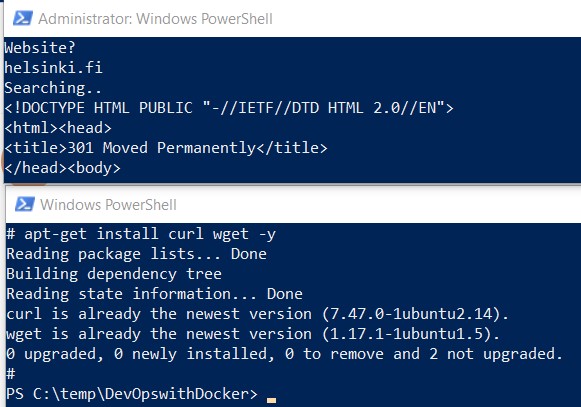 Administrator: Windows PowerShell
Website?
helsinki.fi
Searching..
<!DOCTYPE HTML PUBLIC "-//IETF//DTD HTML 2.0//EN">
<html><head>
<title>301 Moved Permanently</title>
</head><body>
Windows PowerShell
# apt-get install curl wget -y
Reading package lists... Done
Building dependency tree
Reading state information... Done
curl is already the newest version (7.47.0-1ubuntu2.14).
wget is already the newest version (1.17.1-1ubuntu1.5).
0 upgraded, 0 newly installed, 0 to remove and 2 not upgraded.
#
PS C:\temp\DevOpswithDocker>